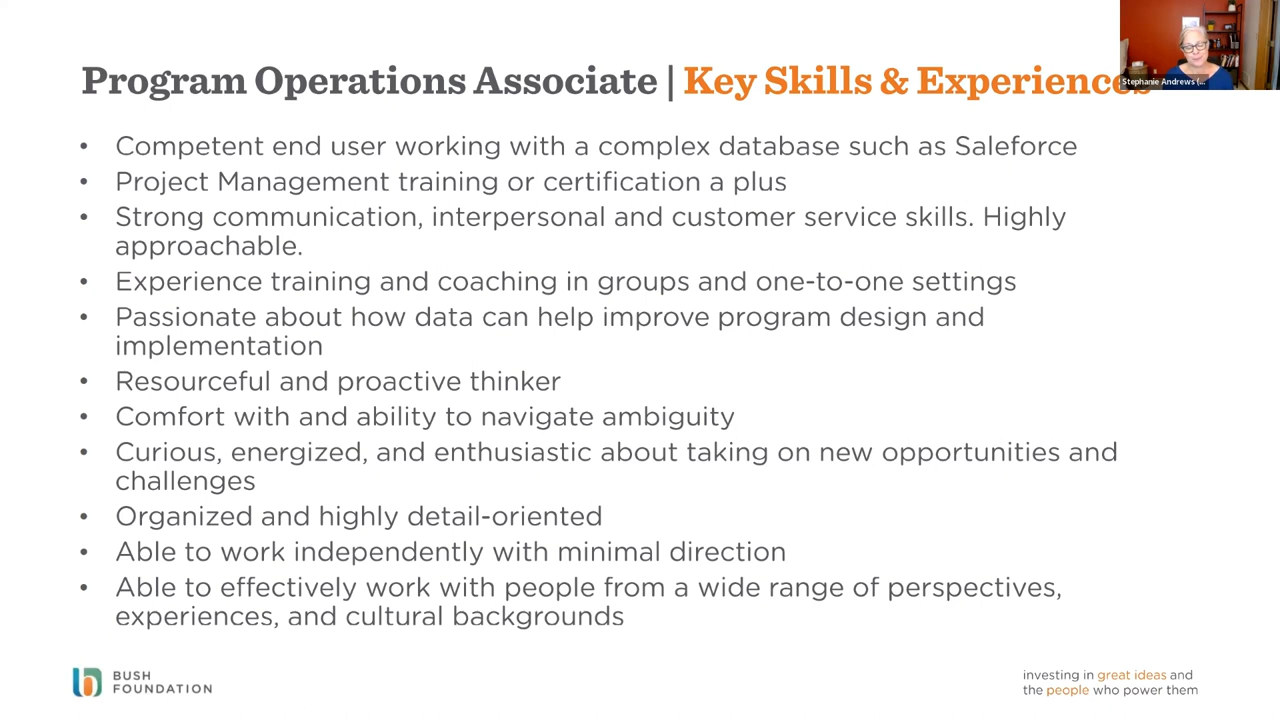 Program Operations Associate | Key Skills & Experiences
Stephanie Andrews (...
• Competent end user working with a complex database such as Saleforce
• Project Management training or certification a plus
• Strong communication, interpersonal and customer service skills. Highly
approachable.
• Experience training and coaching in groups and one-to-one settings
• Passionate about how data can help improve program design and
implementation
• Resourceful and proactive thinker
• Comfort with and ability to navigate ambiguity
• Curious, energized, and enthusiastic about taking on new opportunities and
challenges
• Organized and highly detail-oriented
• Able to work independently with minimal direction
• Able to effectively work with people from a wide range of perspectives,
experiences, and cultural backgrounds
BUSH
FOUNDATION
investing in great ideas and
the people who power them